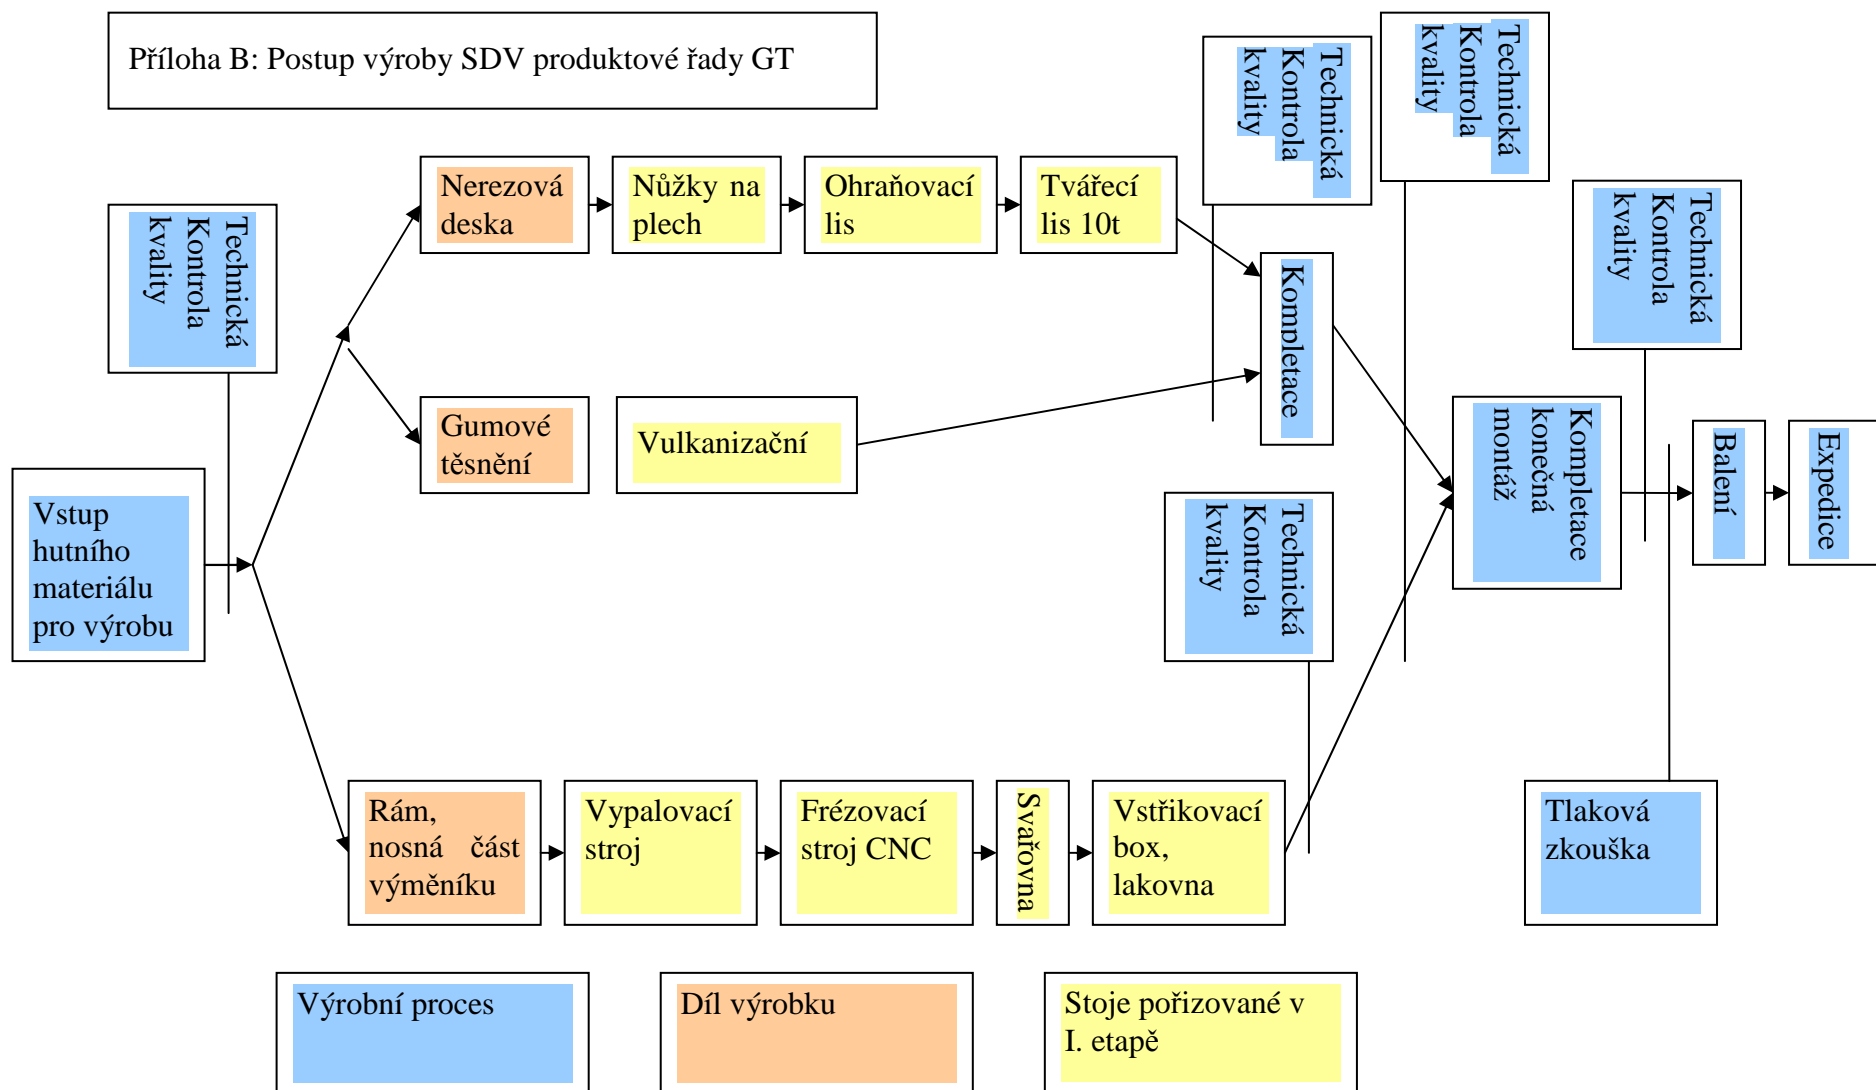 Příloha B: Postup výroby SDV produktové řady GT
Technická
Kontrola
kvality
Technická
Kontrola
kvality
Nerezová
deska
Nůžky na
plech
Ohraňovací
lis
Tvářecí
lis 10t
Technická
Kontrola
kvality
Technická
Kontrola
kvality
Kompletace
Gumové
těsnění
Vulkanizační
Kompletace
konečná
montáž
Balení
Expedice
Vstup
hutního
materiálu
pro výrobu
Technická
Kontrola
kvality
Rám,
nosná část
výměníku
Vypalovací
stroj
Frézovací
stroj CNC
Svařovna
Vstřikovací
box,
lakovna
Tlaková
zkouška
Výrobní proces
Díl výrobku
Stoje pořizované v
I. etapě